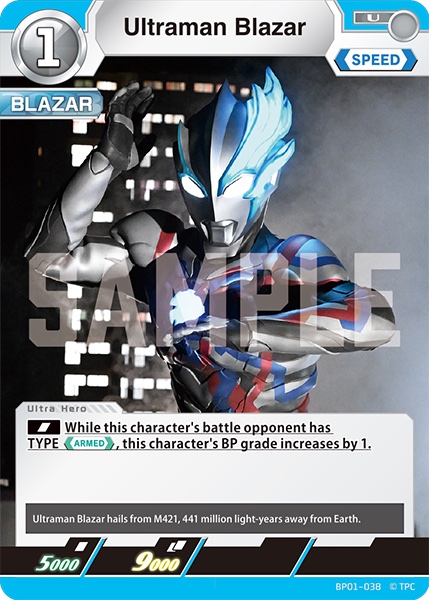 1
Ultraman Blazar
U
SPEED
BLAZAR
SAMPLE
Ultra Hero
While this character's battle opponent has
TYPE ARMED, this character's BP grade increases by 1.
Ultraman Blazar hails from M421, 441 million light-years away from Earth.
5000 9000
BP01-038 © TPC